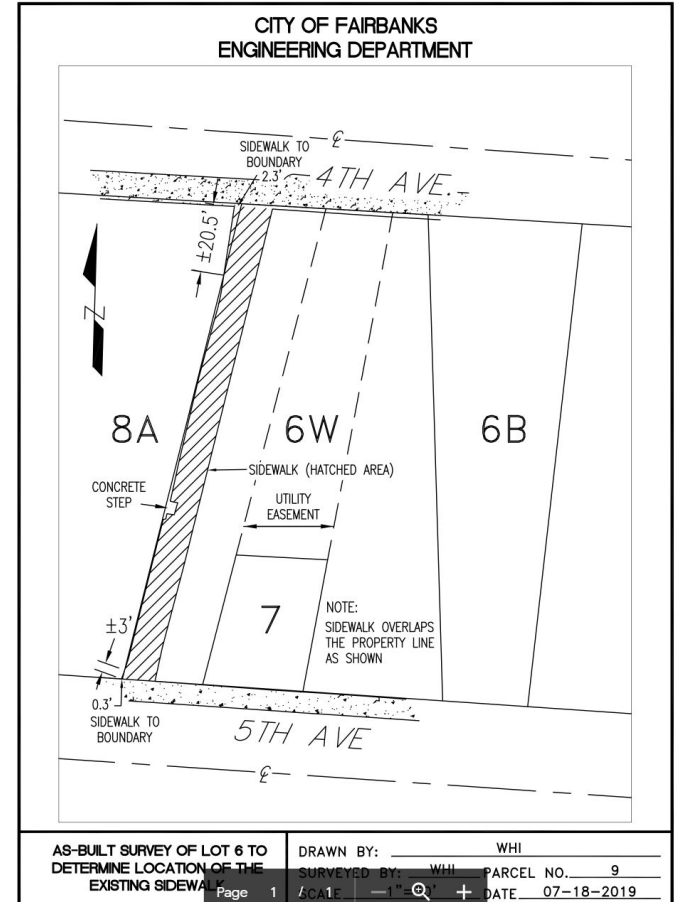 CITY OF FAIRBANKS
ENGINEERING DEPARTMENT
SIDEWALK TO
BOUNDARY
2.3'
4TH AVE.
±20.5'
N
8A
6W
6B
SIDEWALK (HATCHED AREA)
CONCRETE
STEP
UTILITY
EASEMENT
7
NOTE:
SIDEWALK OVERLAPS
THE PROPERTY LINE
AS SHOWN
±3'
0.3'
SIDEWALK TO
BOUNDARY
5TH AVE
AS-BUILT SURVEY OF LOT 6 TO
DETERMINE LOCATION OF THE
EXISTING SIDEWALK
DRAWN BY: WHI
SURVEYED BY: WHI PARCEL NO. 9
SCALE DATE 07-18-2019
Page 1 / 1